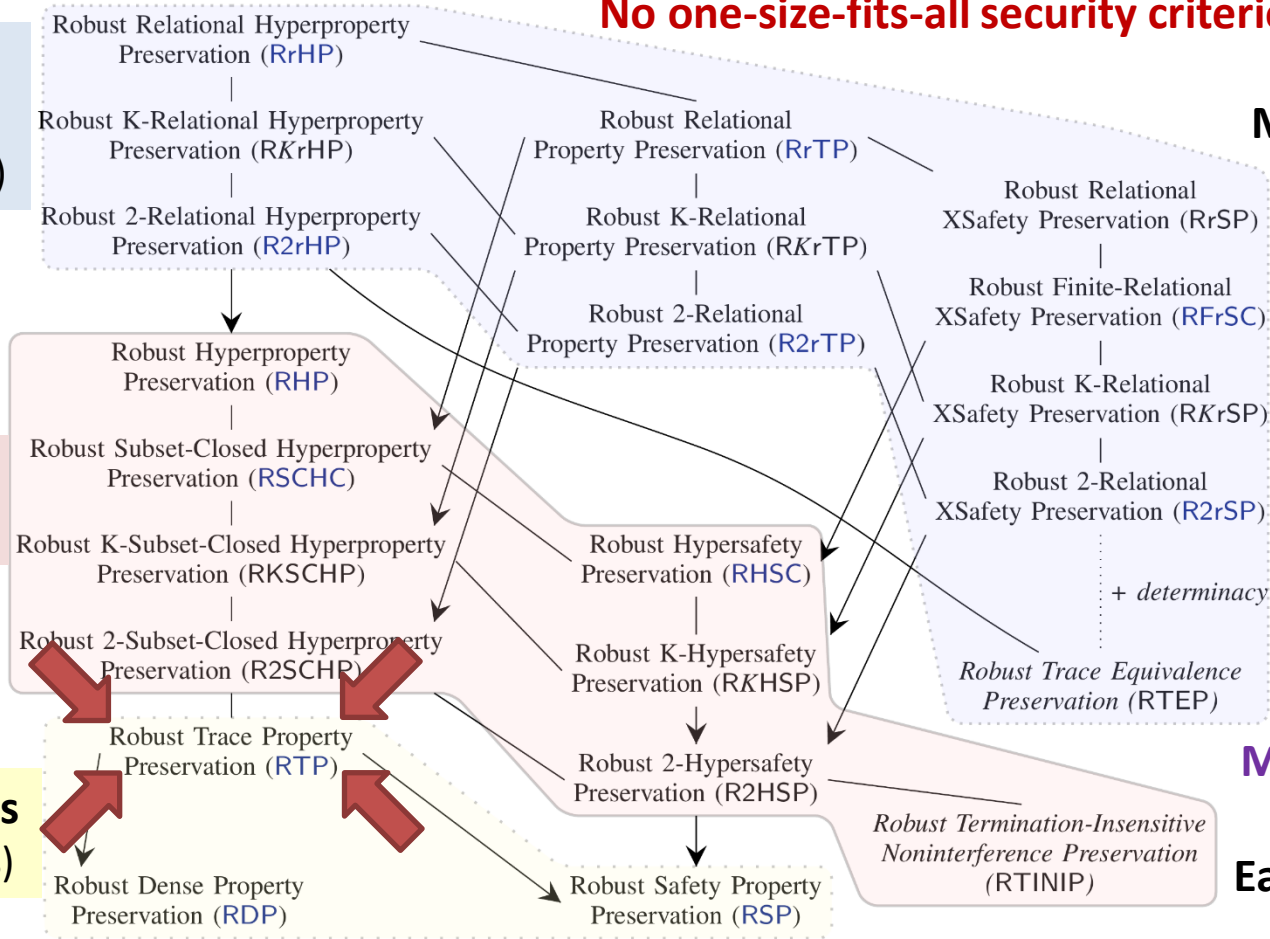 No one-size-fits-all security criterio
Robust Relational Hyperproperty
Preservation (RrHP)
Robust K-Relational Hyperproperty
Preservation (RKrHP)
Robust 2-Relational Hyperproperty
Preservation (R2rHP)
Robust Relational
Property Preservation (RrTP)
Robust K-Relational
Property Preservation (RKrTP)
Robust 2-Relational
Property Preservation (R2rTP)
Robust Relational
XSafety Preservation (RrSP)
Robust Finite-Relational
XSafety Preservation (RFrSC)
Robust K-Relational
XSafety Preservation (RKrSP)
Robust 2-Relational
XSafety Preservation (R2rSP)
+ determinacy
Robust Trace Equivalence
Preservation (RTEP)
Robust Hyperproperty
Preservation (RHP)
Robust Subset-Closed Hyperproperty
Preservation (RSCHC)
Robust K-Subset-Closed Hyperproperty
Preservation (RKSCHP)
Robust 2-Subset-Closed Hyperproperty
Preservation (R2SCHP)
Robust Hypersafety
Preservation (RHSC)
Robust K-Hypersafety
Preservation (RKHSP)
Robust 2-Hypersafety
Preservation (R2HSP)
Robust Termination-Insensitive
Noninterference Preservation
(RTINIP)
Robust Trace Property
Preservation (RTP)
Robust Dense Property
Preservation (RDP)
Robust Safety Property
Preservation (RSP)
)
s
)
M
Ea